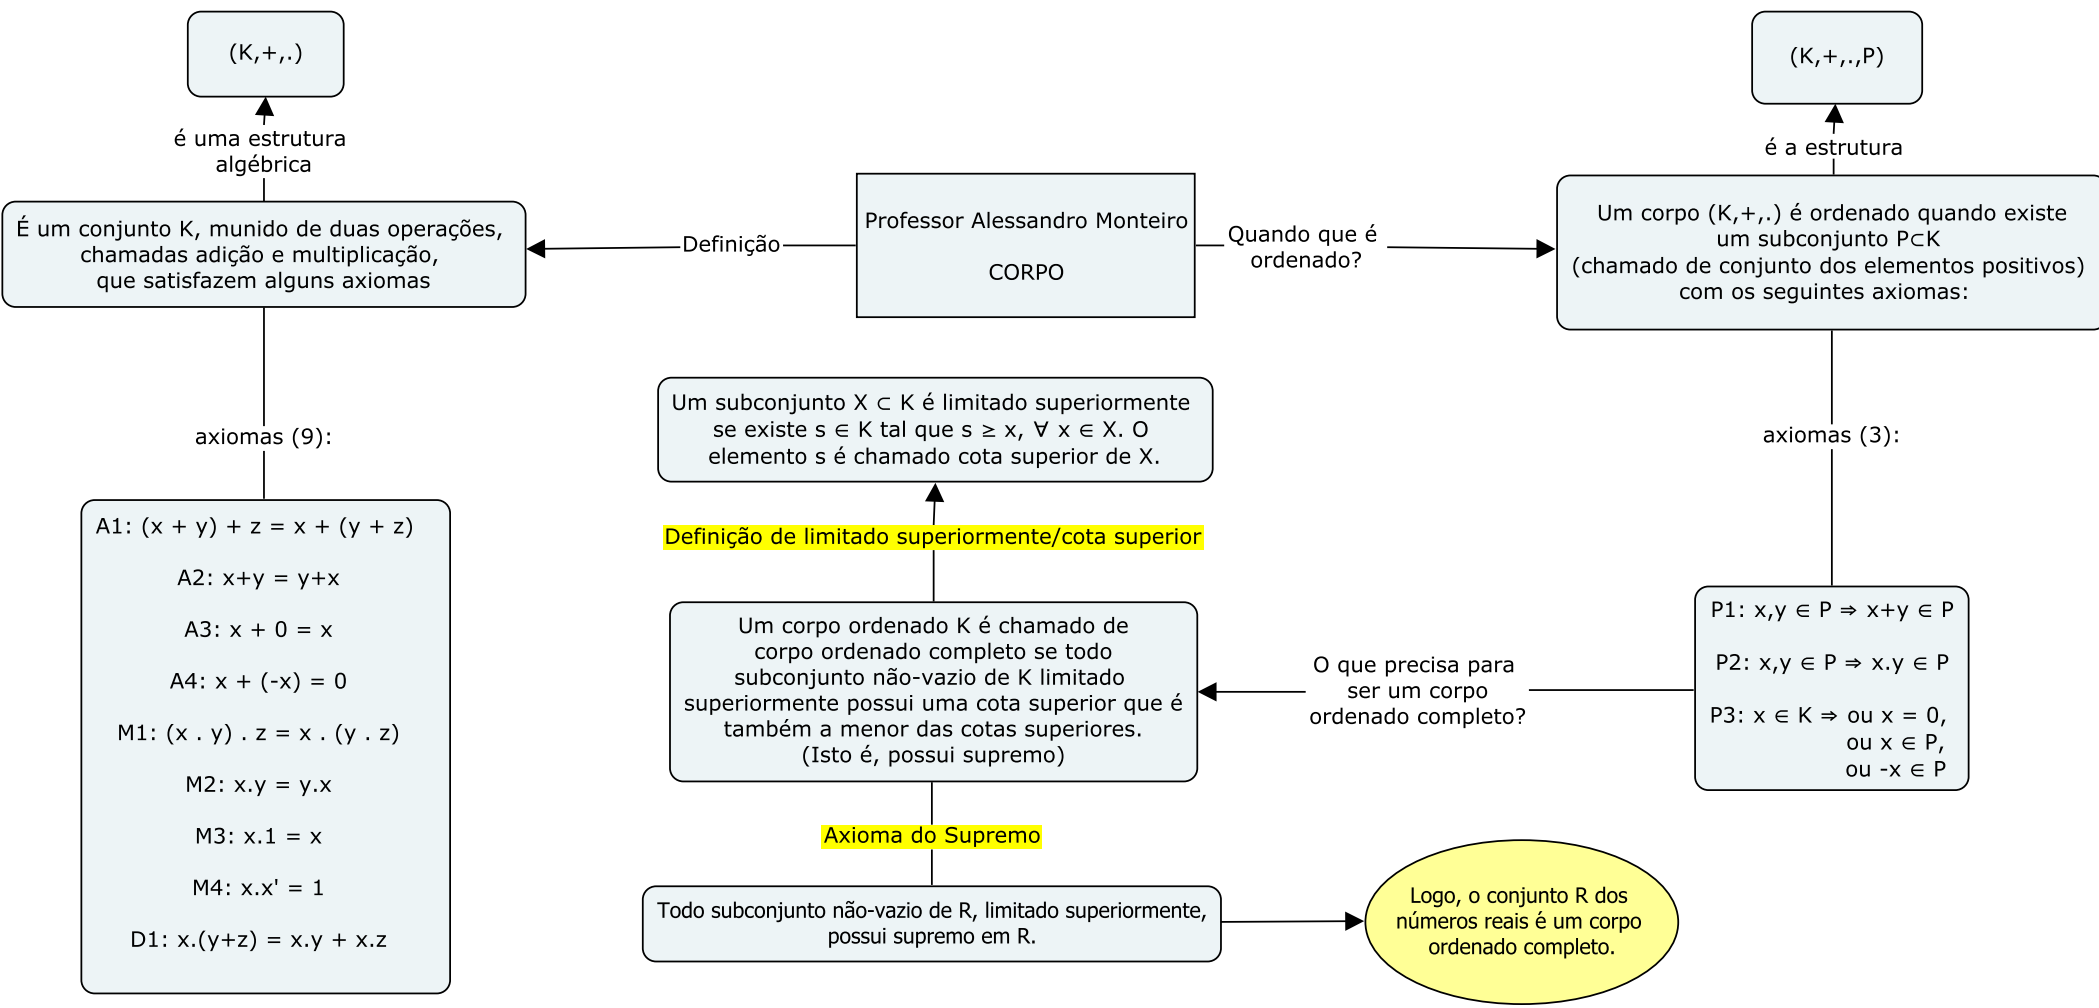 (K,+,.)
é uma estrutura
algébrica
É um conjunto K, munido de duas operações,
chamadas adição e multiplicação,
que satisfazem alguns axiomas
axiomas (9):
A1: (x + y) + z = x + (y + z)
A2: x+y = y+x
A3: x + 0 = x
A4: x + (-x) = 0
M1: (x . y) . z = x . (y . z)
M2: x.y = y.x
M3: x.1 = x
M4: x.x' = 1
D1: x.(y+z) = x.y + x.z
Definição
Professor Alessandro Monteiro
CORPO
Quando que é
ordenado?
(K,+,.,P)
é a estrutura
Um corpo (K,+,.) é ordenado quando existe
um subconjunto P⊂K
(chamado de conjunto dos elementos positivos)
com os seguintes axiomas:
axiomas (3):
P1: x,y ∈ P ⇒ x+y ∈ P
P2: x,y ∈ P ⇒ x.y ∈ P
P3: x ∈ K ⇒ ou x = 0,
ou x ∈ P,
ou -x ∈ P
O que precisa para
ser um corpo
ordenado completo?
Um subconjunto X ⊂ K é limitado superiormente
se existe s ∈ K tal que s ≥ x, ∀ x ∈ X. O
elemento s é chamado cota superior de X.
Definição de limitado superiormente/cota superior
Um corpo ordenado K é chamado de
corpo ordenado completo se todo
subconjunto não-vazio de K limitado
superiormente possui uma cota superior que é
também a menor das cotas superiores.
(Isto é, possui supremo)
Axioma do Supremo
Todo subconjunto não-vazio de R, limitado superiormente,
possui supremo em R.
Logo, o conjunto R dos
números reais é um corpo
ordenado completo.